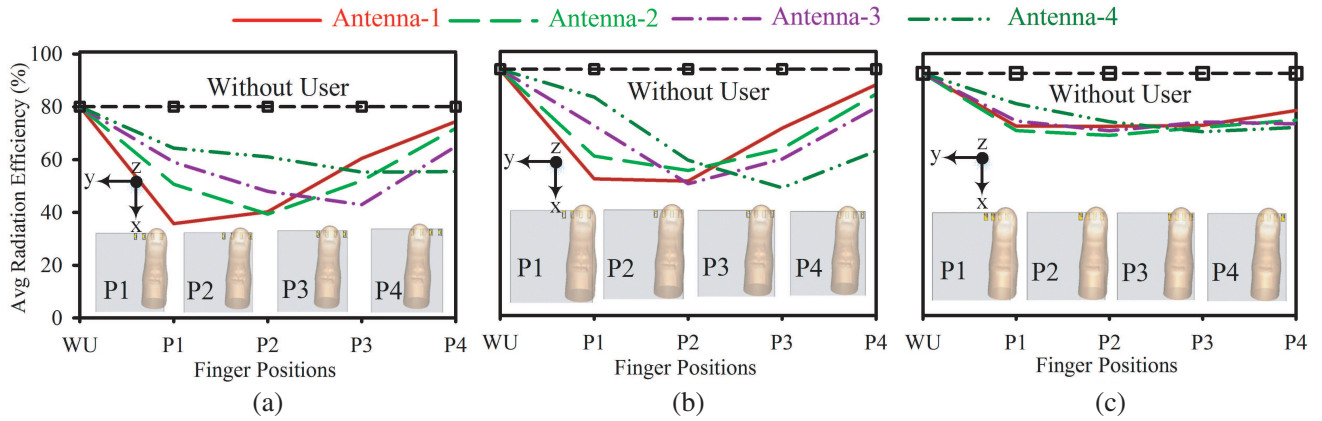 Antenna-1 Antenna-2 Antenna-3 Antenna-4
Avg Radiation Efficiency (%)
100
80
60
40
20
0
Without User
z
y
x
P1 P2 P3 P4
WU P1 P2 P3 P4
Finger Positions
(a)
Without User
z
y
x
P1 P2 P3 P4
WU P1 P2 P3 P4
Finger Positions
(b)
Without User
z
y
x
P1 P2 P3 P4
WU P1 P2 P3 P4
Finger Positions
(c)